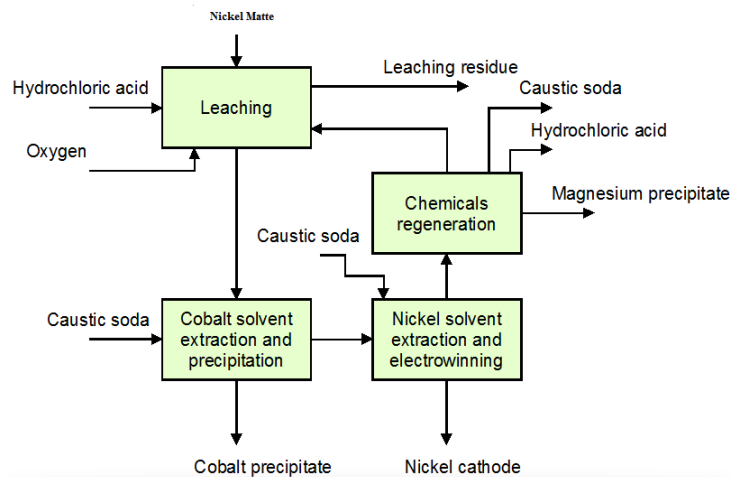 Nickel Matte
Leaching residue
Caustic soda
Hydrochloric acid
Leaching
Hydrochloric acid
Oxygen
Magnesium precipitate
Chemicals
regeneration
Caustic soda
Caustic soda
Cobalt solvent
extraction and
precipitation
Nickel solvent
extraction and
electrowinning
Cobalt precipitate
Nickel cathode